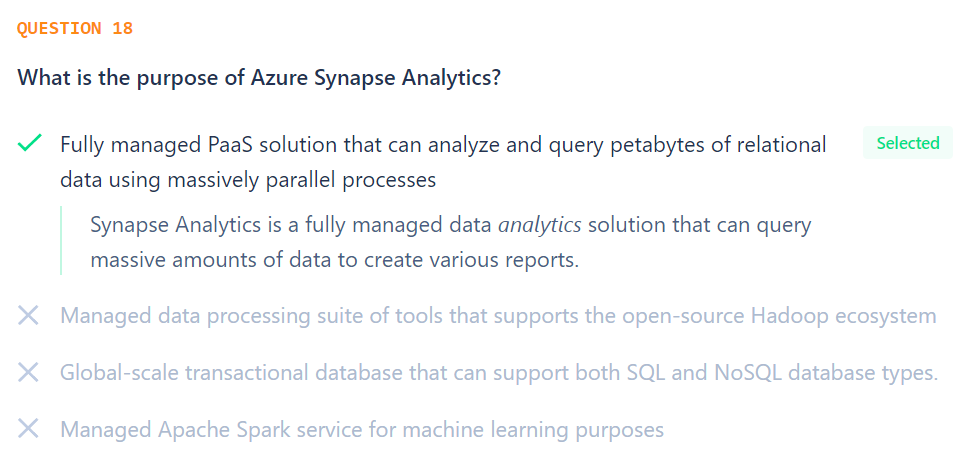 QUESTION 18
What is the purpose of Azure Synapse Analytics?
Fully managed PaaS solution that can analyze and query petabytes of relational
Selected
data using massively parallel processes
Synapse Analytics is a fully managed data analytics solution that can query
massive amounts of data to create various reports.
Managed data processing suite of tools that supports the open-source Hadoop ecosystem
Global-scale transactional database that can support both SQL and NoSQL database types.
Managed Apache Spark service for machine learning purposes